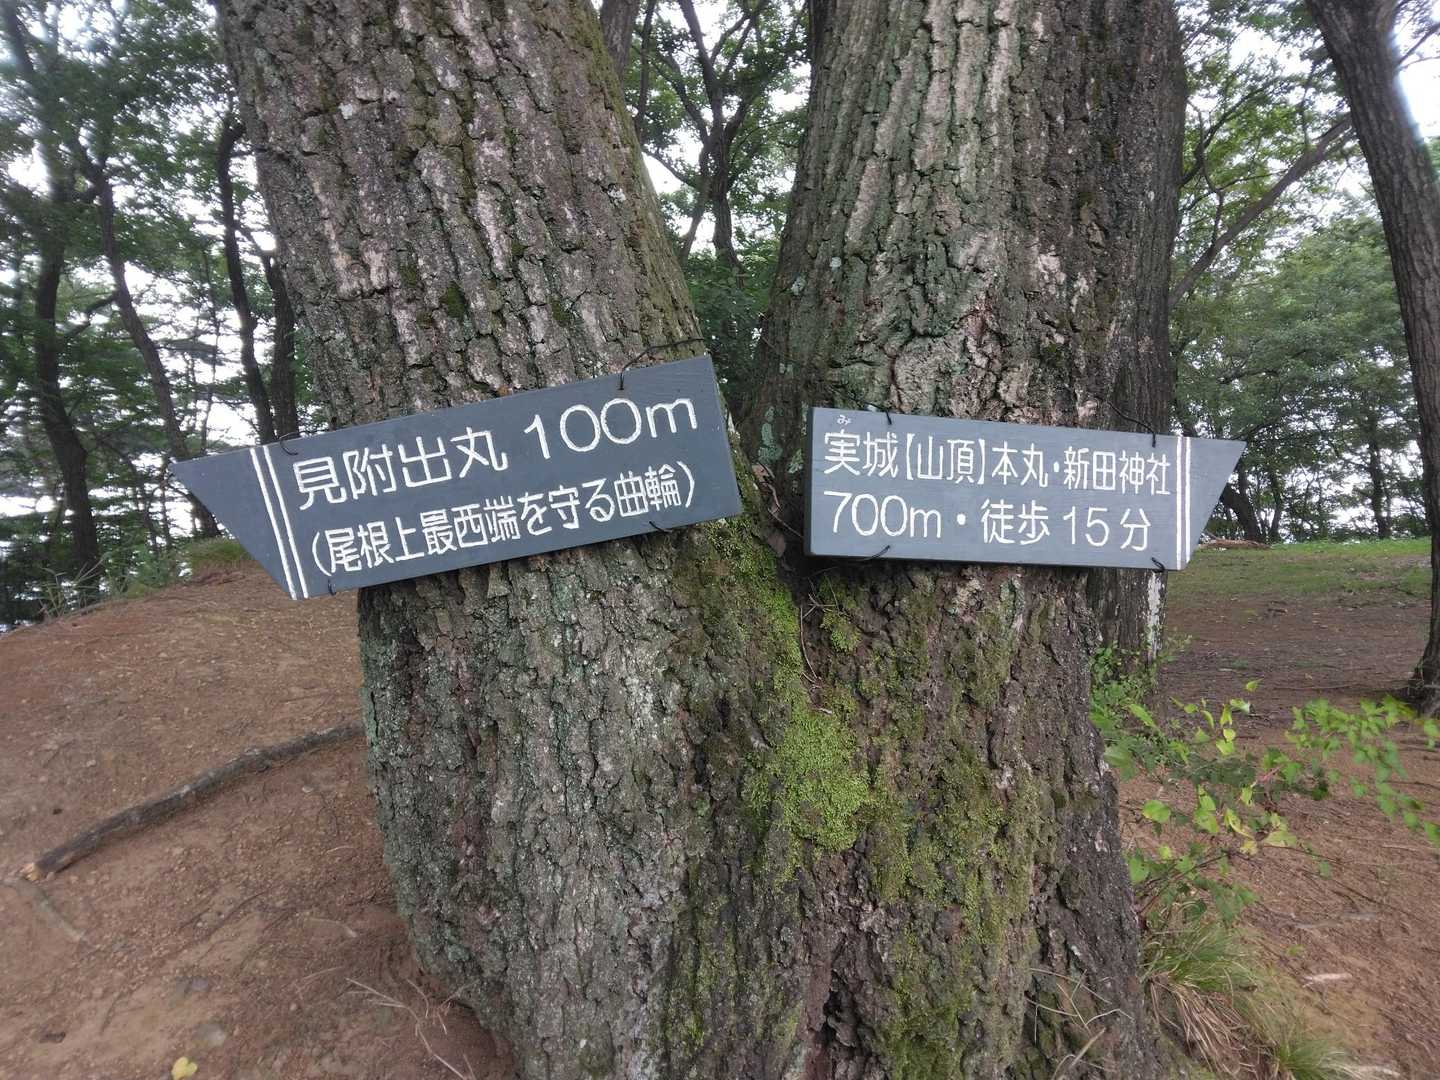 見附出丸 100m
(尾根上最西端を守る曲輪)
み
実城【山頂】本丸・新田神社
700m・徒歩 15分